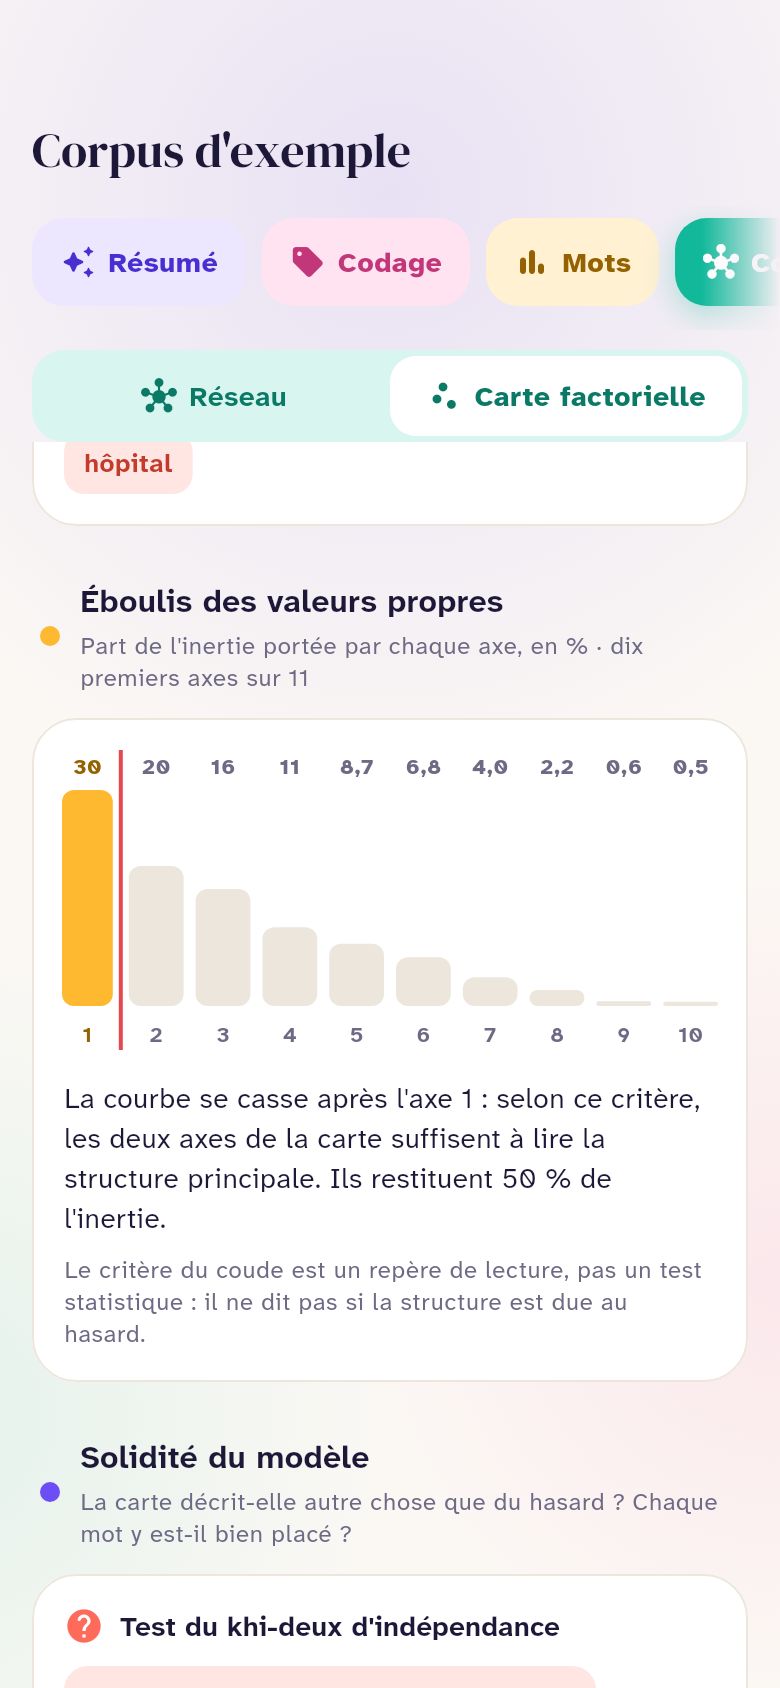 Corpus d'exemple
Résumé
Codage
Mots
Réseau
Carte factorielle
hôpital
Éboulis des valeurs propres
Part de l'inertie portée par chaque axe, en % · dix
premiers axes sur 11
30 20 16 11 8,7 6,8 4,0 2,2 0,6 0,5
1 2 3 4 5 6 7 8 9 10
La courbe se casse après l'axe 1 : selon ce critère,
les deux axes de la carte suffisent à lire la
structure principale. Ils restituent 50 % de
l'inertie.
Le critère du coude est un repère de lecture, pas un test
statistique : il ne dit pas si la structure est due au
hasard.
Solidité du modèle
La carte décrit-elle autre chose que du hasard ? Chaque
mot y est-il bien placé ?
Test du khi-deux d'indépendance